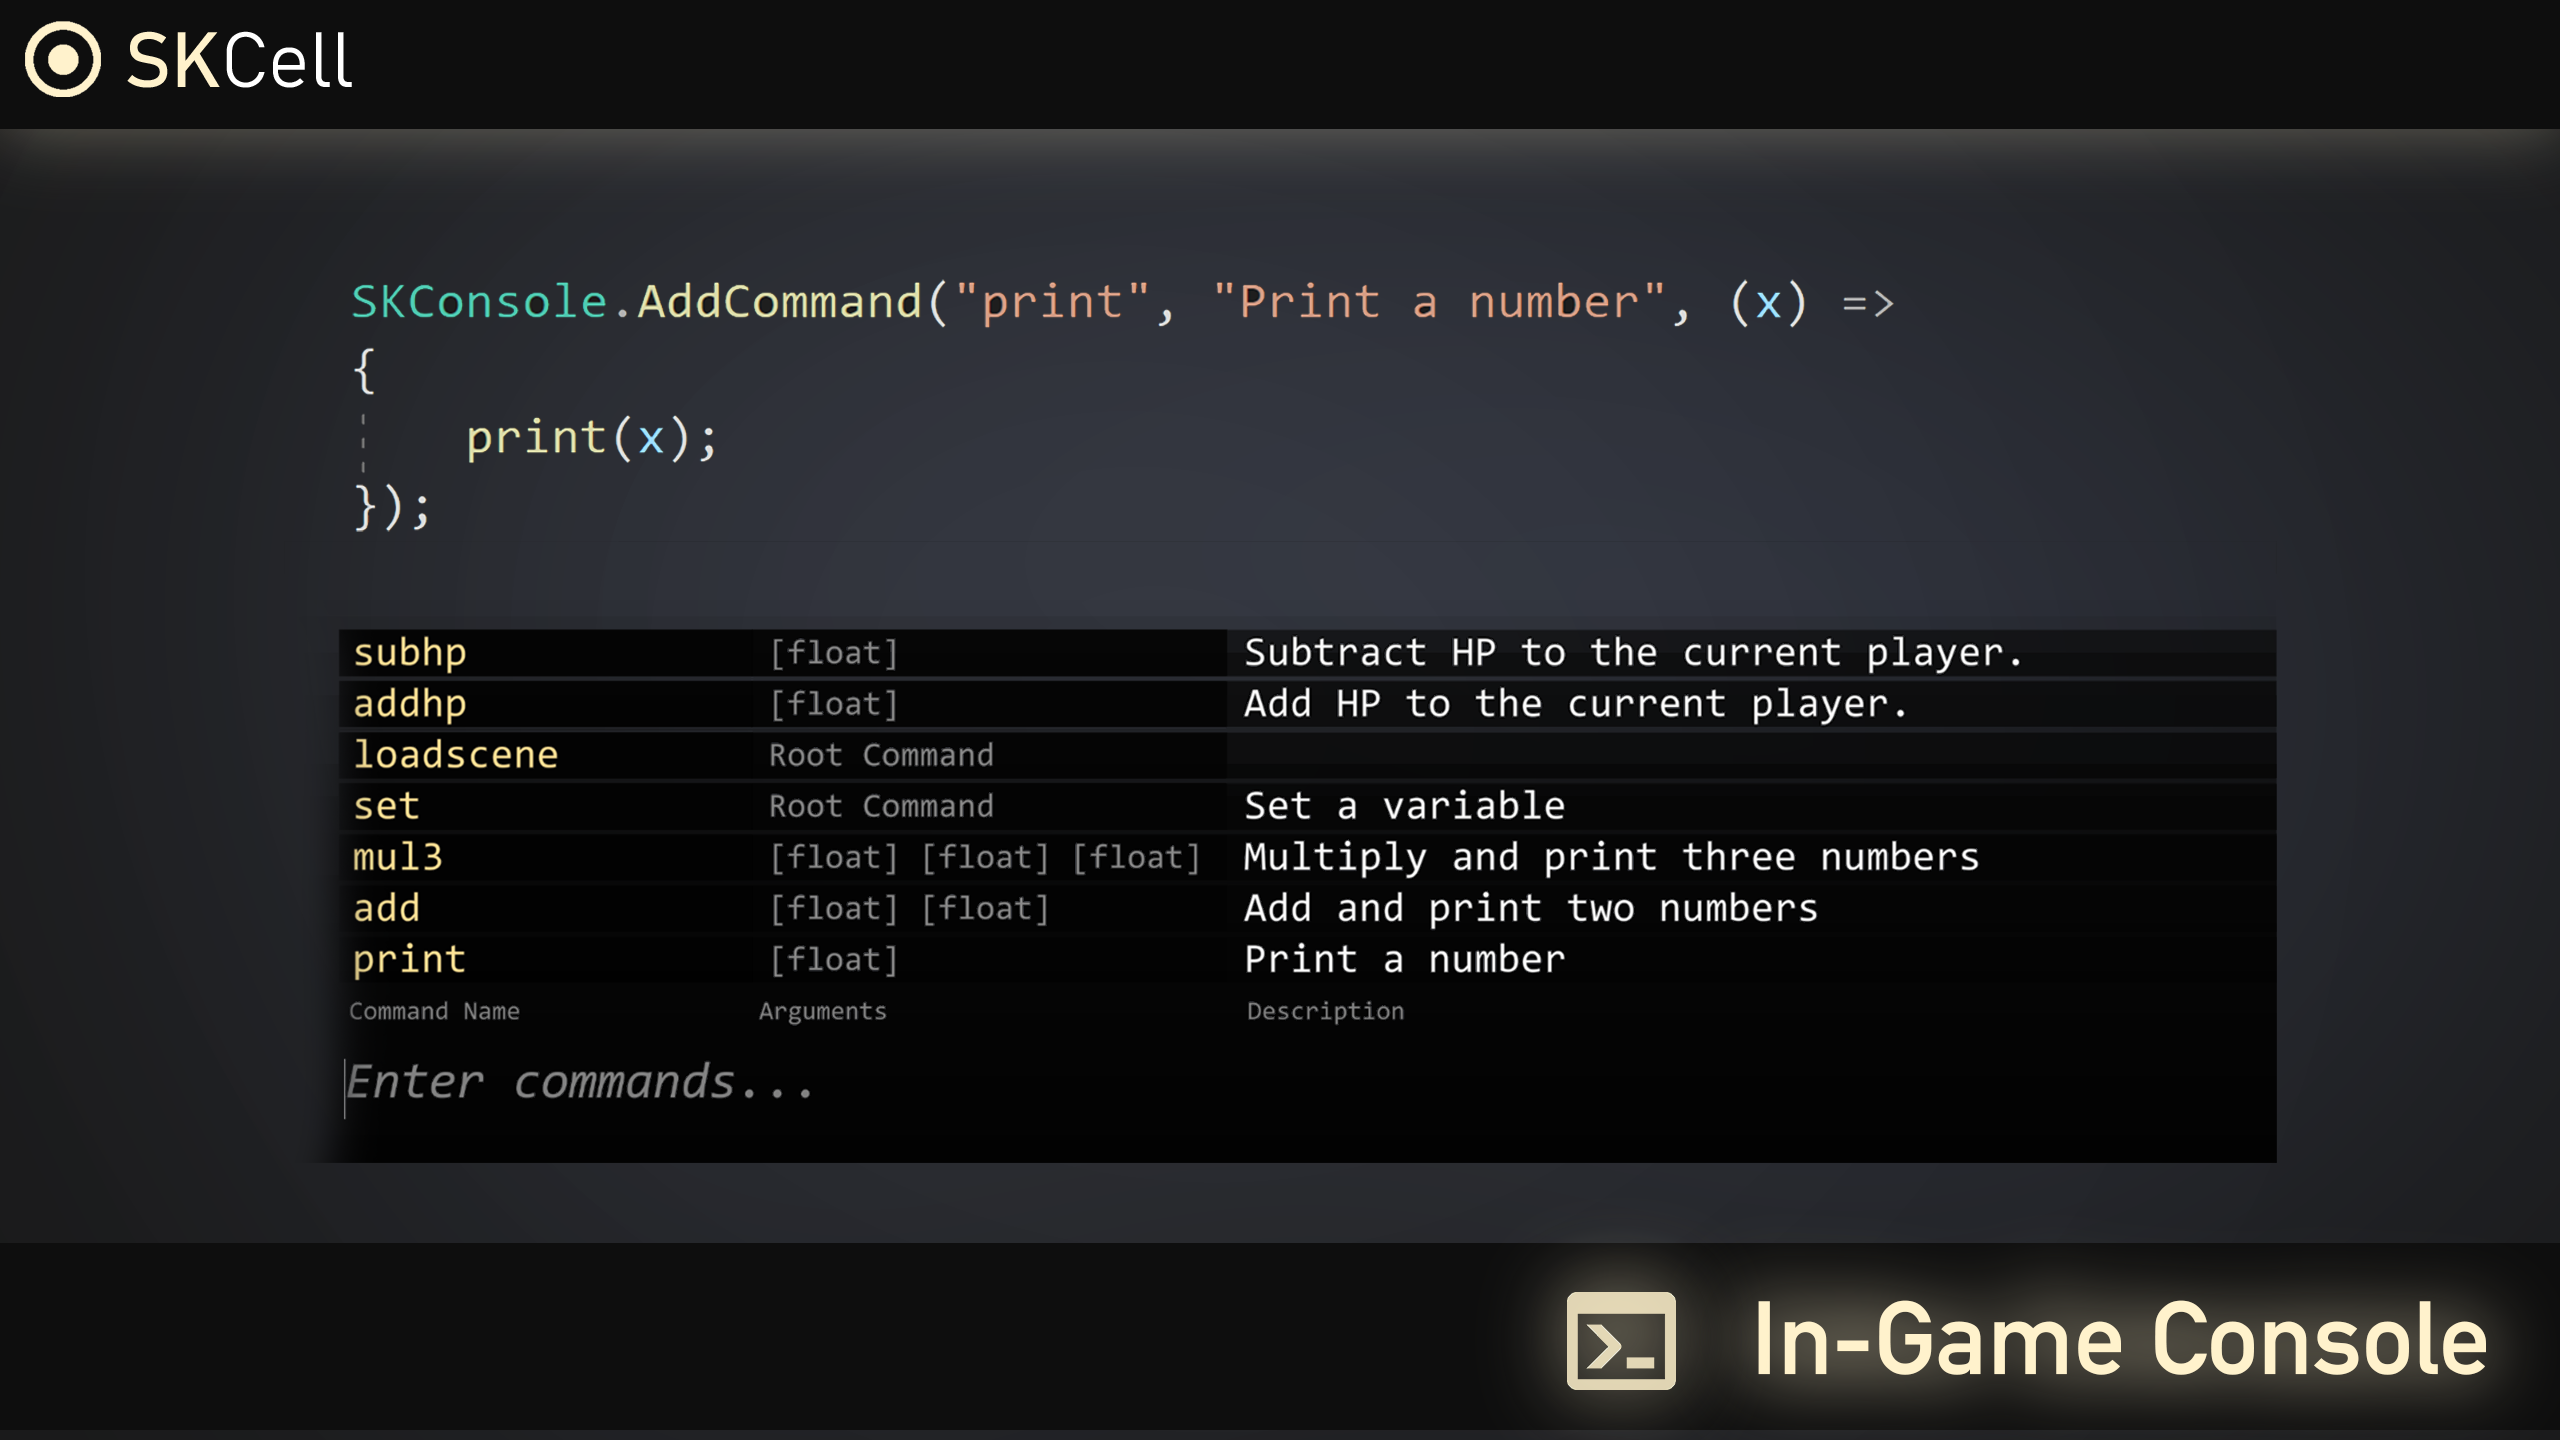 SKCell
SKConsole.AddCommand("print", "Print a number", (x) =>
{
print(x);
});
subhp [float] Subtract HP to the current player.
addhp [float] Add HP to the current player.
loadscene Root Command
set Root Command Set a variable
mul3 [float] [float] [float] Multiply and print three numbers
add [float] [float] Add and print two numbers
print [float] Print a number
Command Name Arguments Description
Enter commands...
In-Game Console